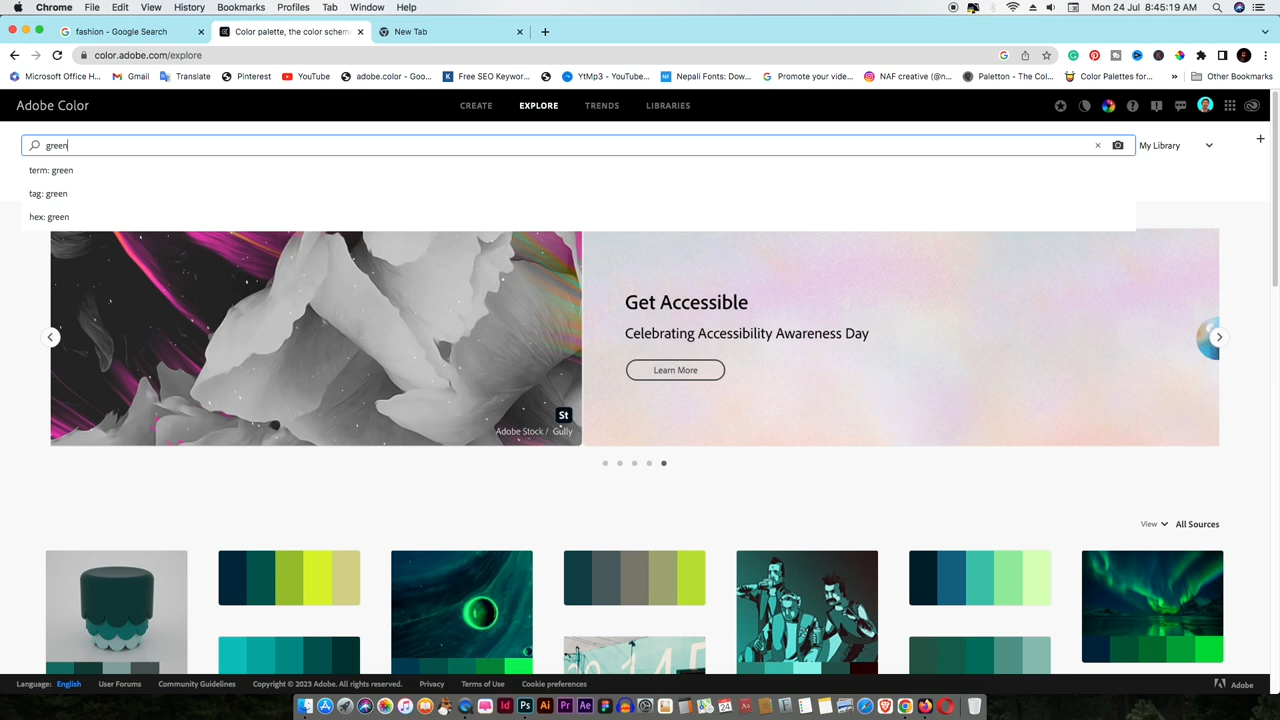 Chrome File Edit View History Bookmarks Profiles Tab Window Help Mon 24 Jul 8:45:19 AM
fashion - Google Search Color palette, the color schem New Tab
color.adobe.com/explore
Microsoft Office H... Gmail Translate Pinterest YouTube adobe.color - Goo... Free SEO Keywor... YtMp3 - YouTube... Nepali Fonts: Dow... Promote your vide... NAF creative (@n... Paletton - The Col... Color Palettes for... » Other Bookmarks
Adobe Color CREATE EXPLORE TRENDS LIBRARIES
green My Library
term: green
tag: green
hex: green
Get Accessible
Celebrating Accessibility Awareness Day
Learn More
St
Adobe Stock / Gully
View All Sources
Language: English User Forums Community Guidelines Copyright © 2023 Adobe. All rights reserved. Privacy Terms of Use Cookie preferences Adobe
Id Ps Ai Pr Ae